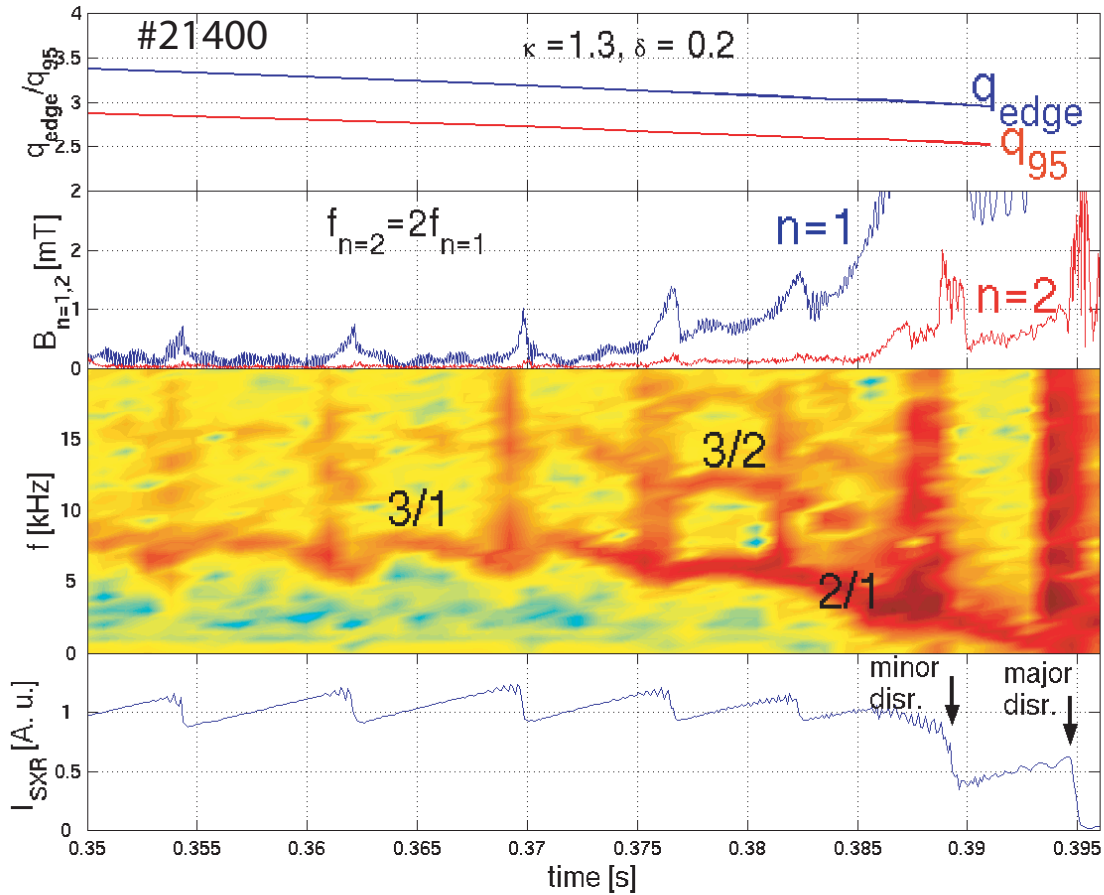 #21400
κ =1.3, δ = 0.2
q_edge/q_95
4
3.5
3
2.5
2
q_edge
q_95
B_n=1,2 [mT]
2
1
0
f_n=2=2f_n=1
n=1
n=2
f [kHz]
15
10
5
0
3/1
3/2
2/1
I_SXR [A. u.]
1
0.5
0
minor
disr.
major
disr.
0.35
0.355
0.36
0.365
0.37
0.375
0.38
0.385
0.39
0.395
time [s]